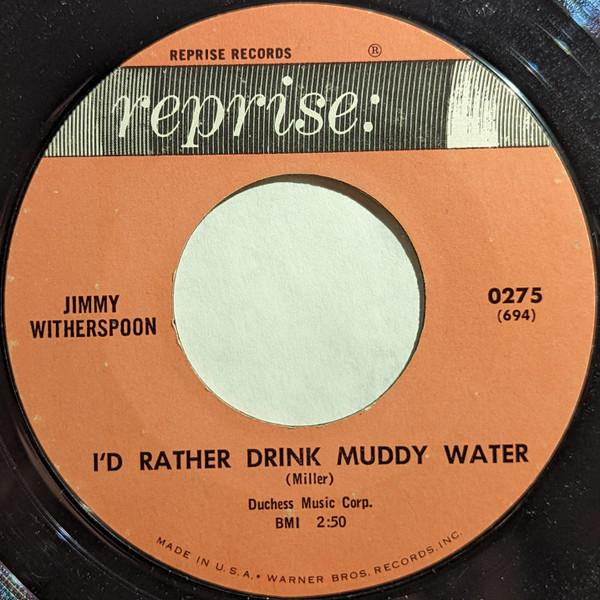 REPRISE RECORDS ®
reprise:
JIMMY
WITHERSPOON
0275
(694)
I'D RATHER DRINK MUDDY WATER
(Miller)
Duchess Music Corp.
BMI 2:50
MADE IN U.S.A. • WARNER BROS. RECORDS, INC.